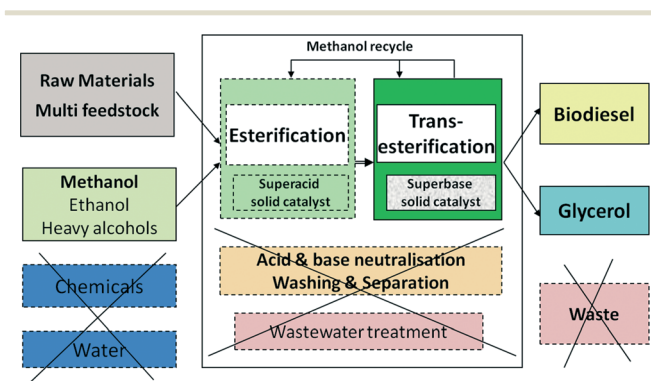 Methanol recycle
Raw Materials
Multi feedstock
Esterification
Trans-
esterification
Biodiesel
Methanol
Ethanol
Heavy alcohols
Superacid
solid catalyst
Superbase
solid catalyst
Glycerol
Chemicals
Acid & base neutralisation
Washing & Separation
Waste
Water
Wastewater treatment